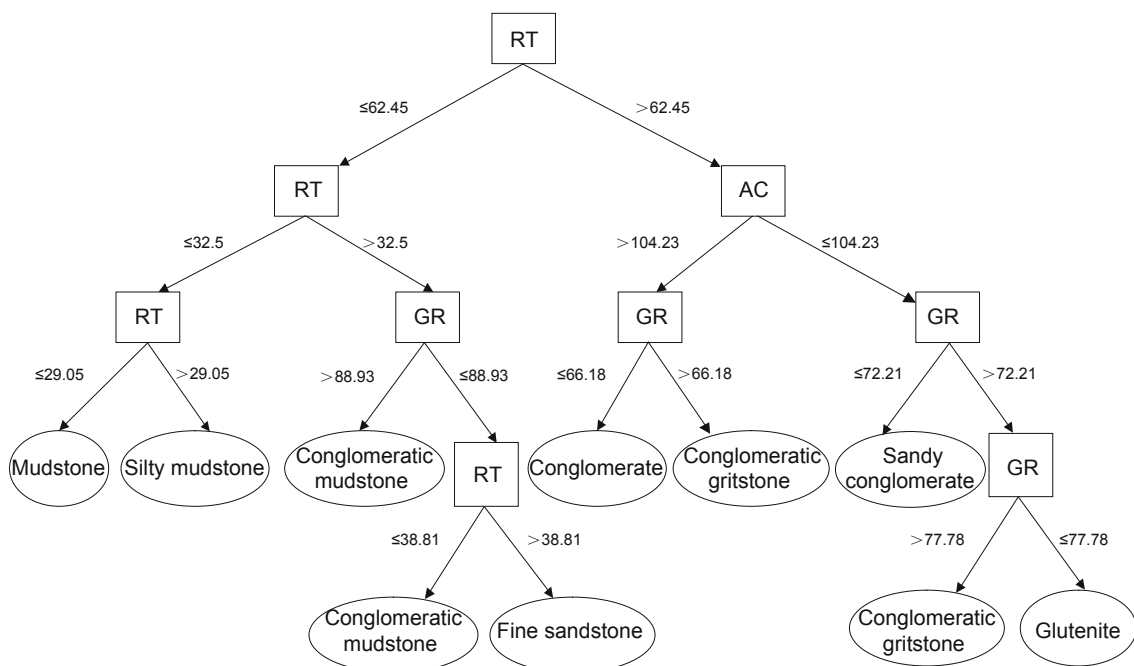 RT
≤62.45
>62.45
RT
AC
≤32.5
>32.5
>104.23
≤104.23
RT
GR
GR
GR
≤29.05
>29.05
>88.93
≤88.93
≤66.18
>66.18
≤72.21
>72.21
Mudstone
Silty mudstone
Conglomeratic
mudstone
RT
Conglomerate
Conglomeratic
gritstone
Sandy
conglomerate
GR
≤38.81
>38.81
>77.78
≤77.78
Conglomeratic
mudstone
Fine sandstone
Conglomeratic
gritstone
Glutenite